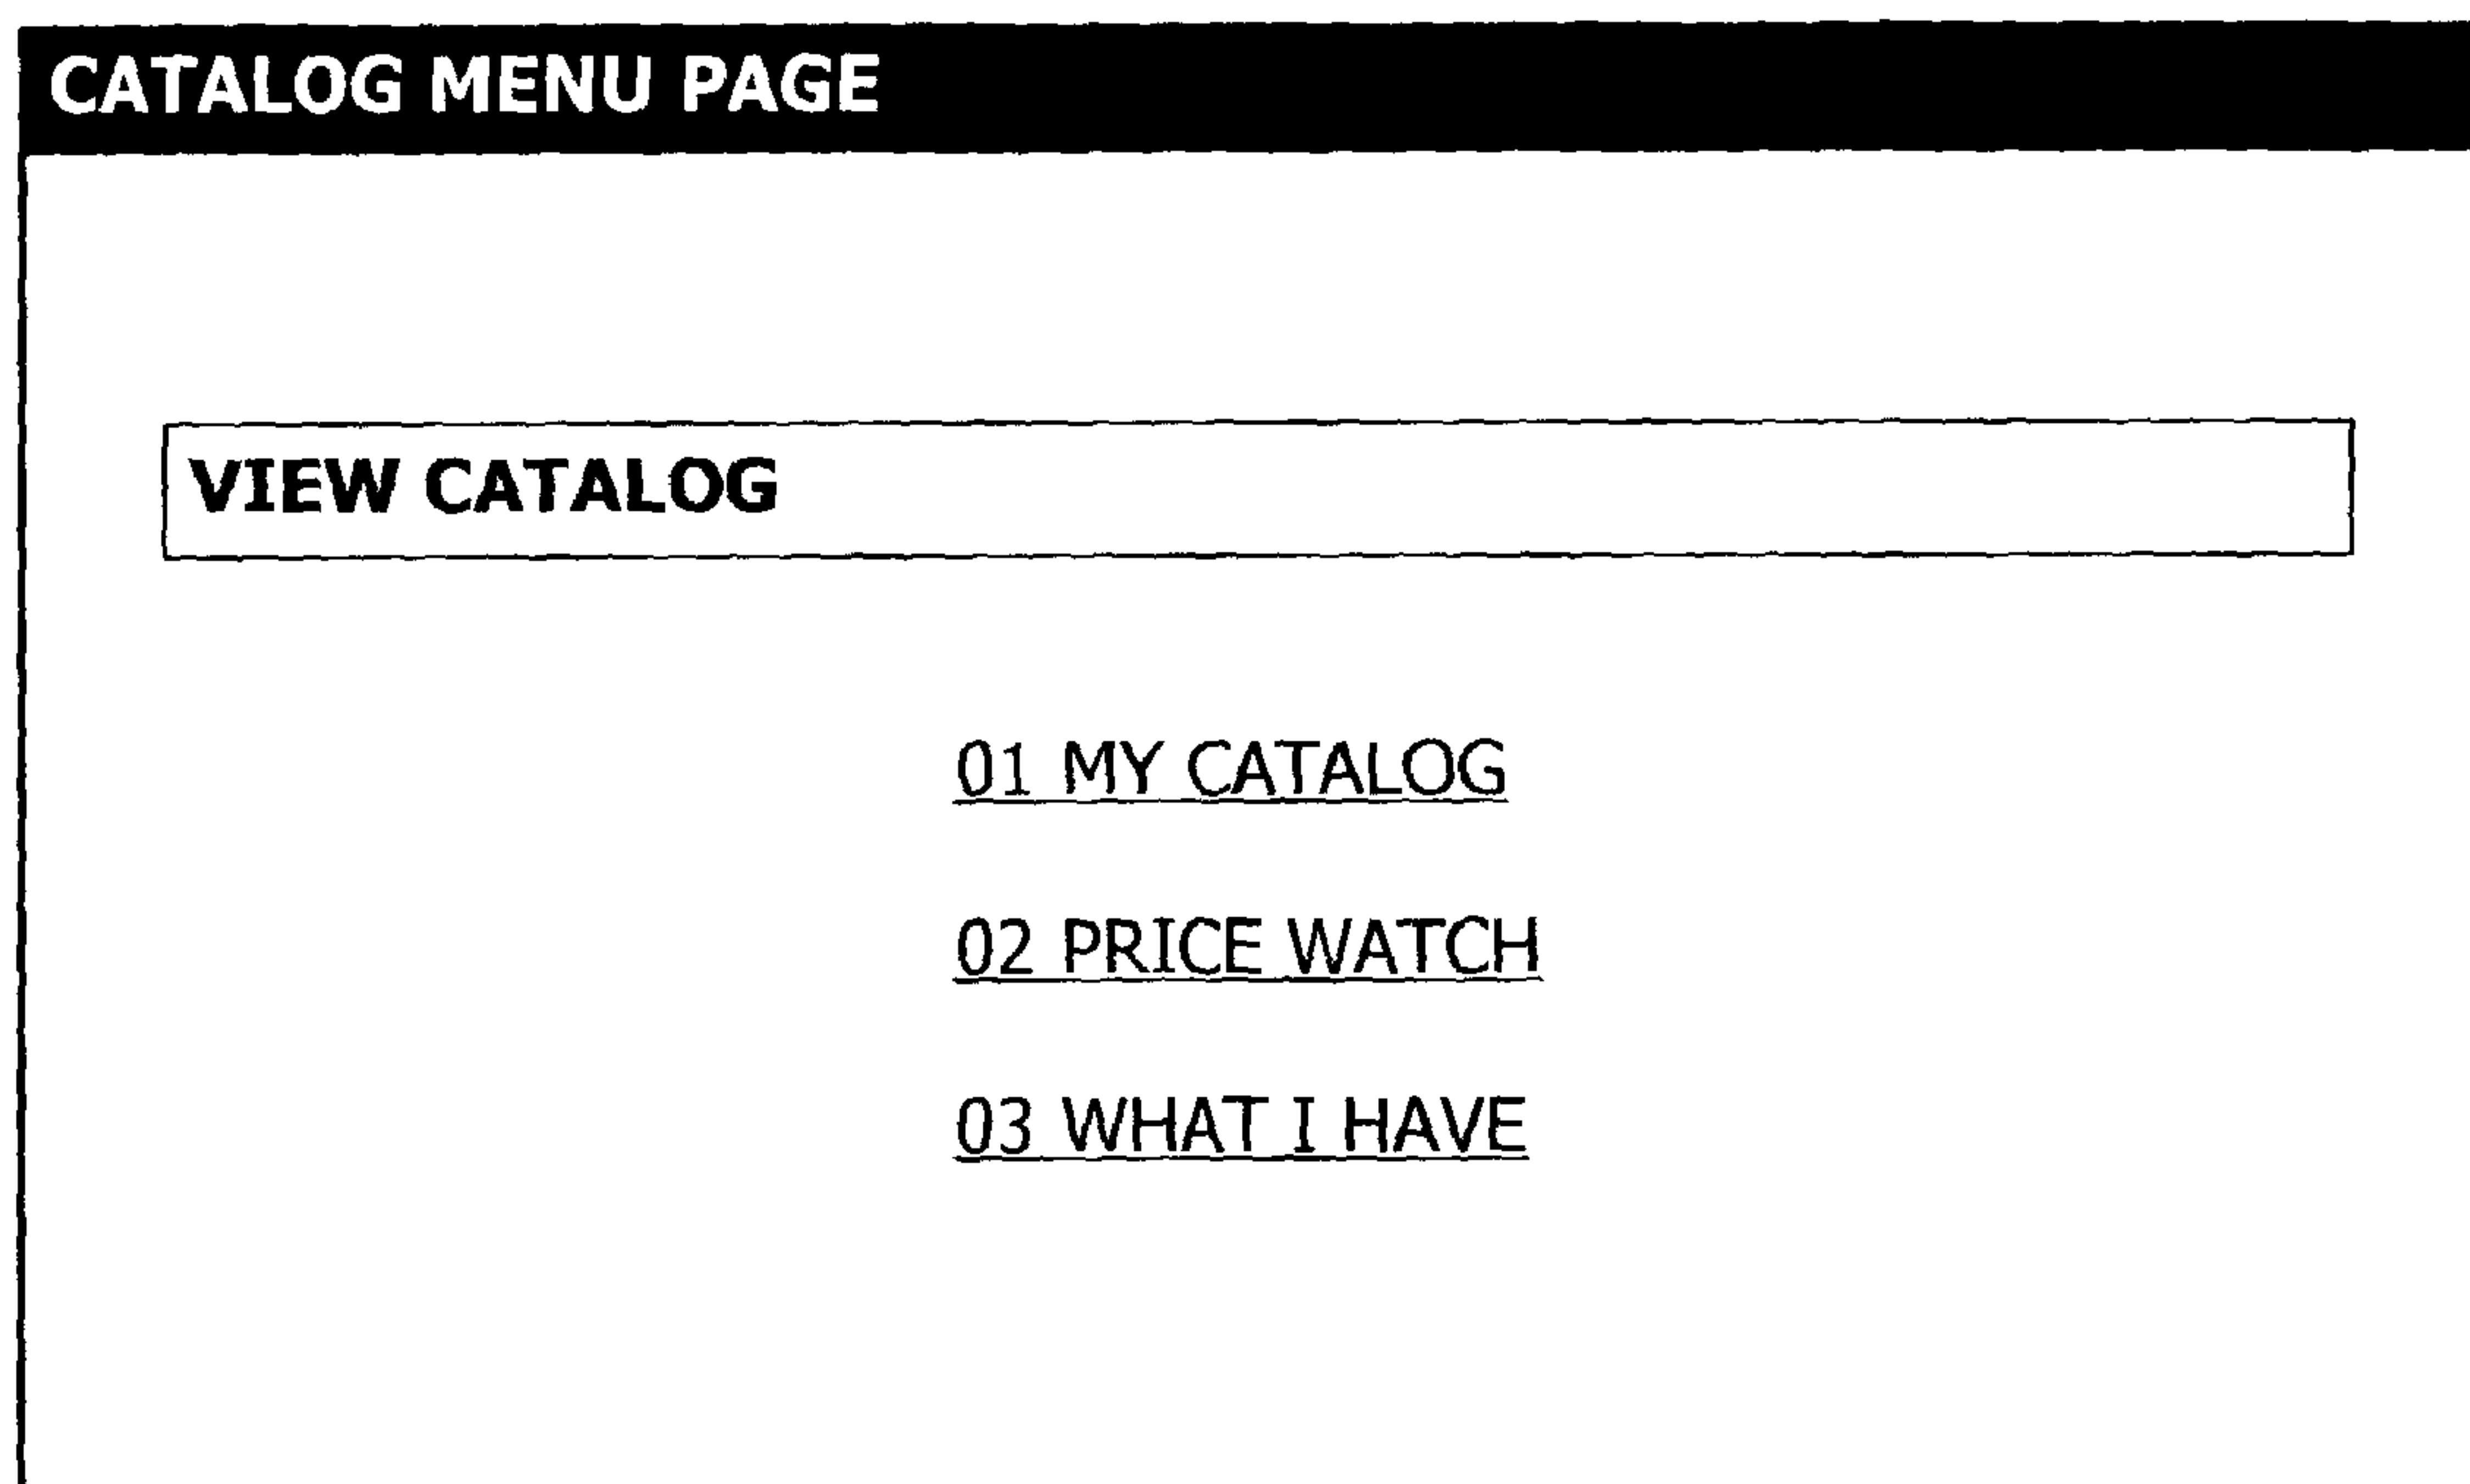 CATALOG MENU PAGE
VIEW CATALOG
01 MY CATALOG
02 PRICE WATCH
03 WHAT I HAVE